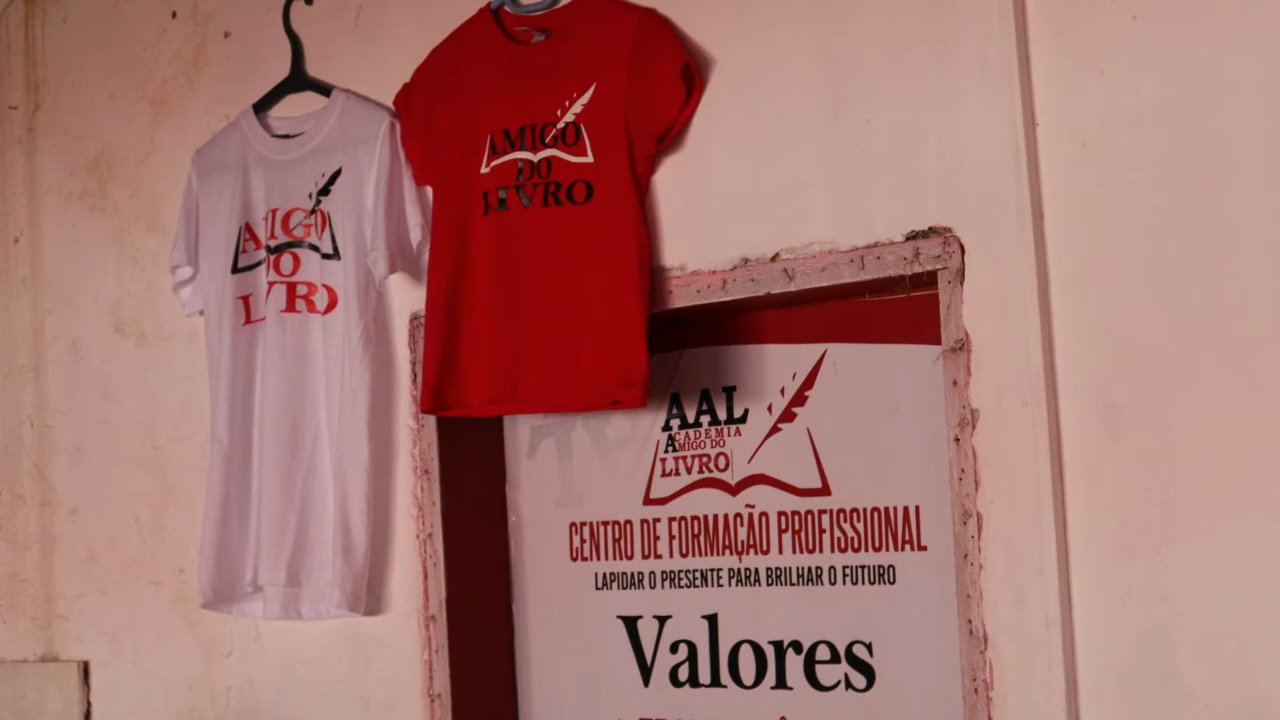 AMIGO
DO
LIVRO
AMIGO
DO
LIVRO
AAL
ACADEMIA
AMIGO DO
LIVRO
CENTRO DE FORMAÇÃO PROFISSIONAL
LAPIDAR O PRESENTE PARA BRILHAR O FUTURO
Valores